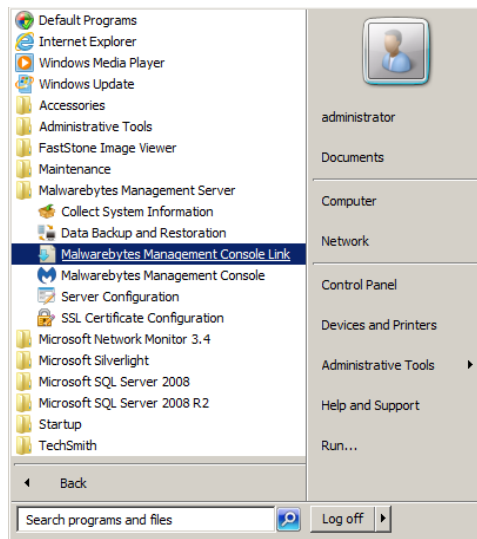 Default Programs
Internet Explorer
Windows Media Player
Windows Update
Accessories
Administrative Tools
FastStone Image Viewer
Maintenance
Malwarebytes Management Server
Collect System Information
Data Backup and Restoration
Malwarebytes Management Console Link
Malwarebytes Management Console
Server Configuration
SSL Certificate Configuration
Microsoft Network Monitor 3.4
Microsoft Silverlight
Microsoft SQL Server 2008
Microsoft SQL Server 2008 R2
Startup
TechSmith
Back
Search programs and files
administrator
Documents
Computer
Network
Control Panel
Devices and Printers
Administrative Tools
Help and Support
Run...
Log off